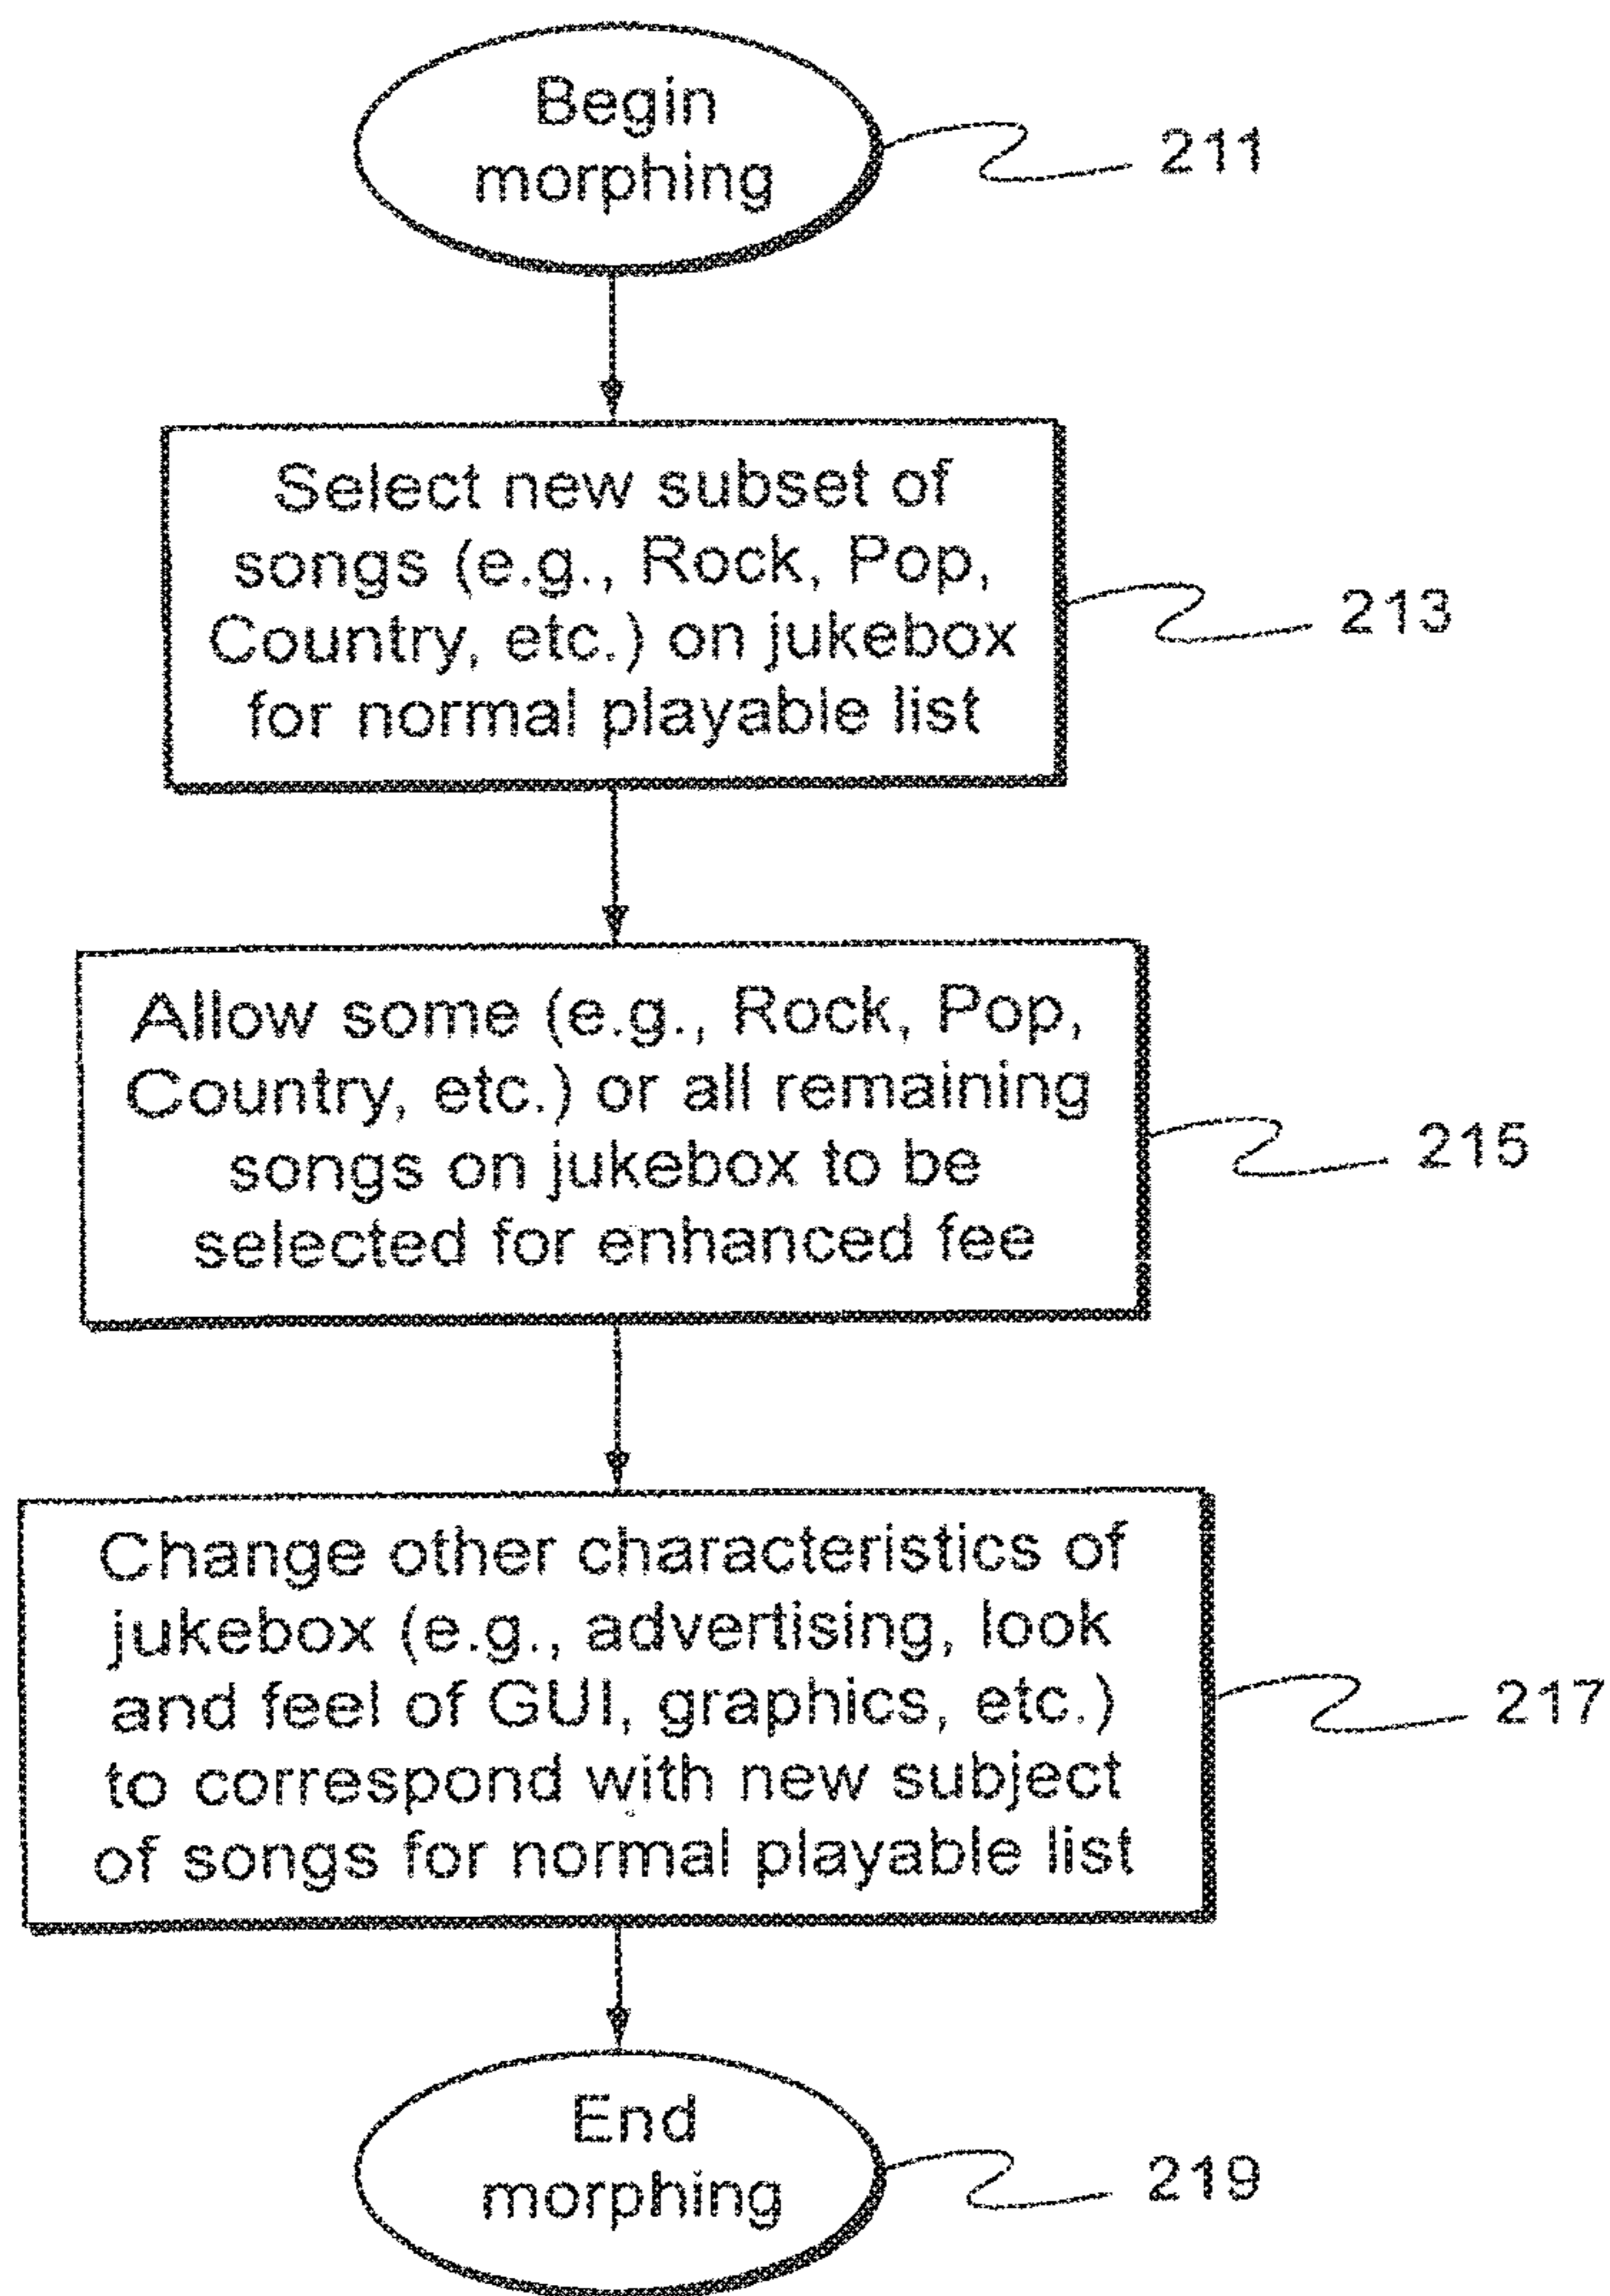 Begin
morphing
211
Select new subset of
songs (e.g., Rock, Pop,
Country, etc.) on jukebox
for normal playable list
213
Allow some (e.g., Rock, Pop,
Country, etc.) or all remaining
songs on jukebox to be
selected for enhanced fee
215
Change other characteristics of
jukebox (e.g., advertising, look
and feel of GUI, graphics, etc.)
to correspond with new subject
of songs for normal playable list
217
End
morphing
219